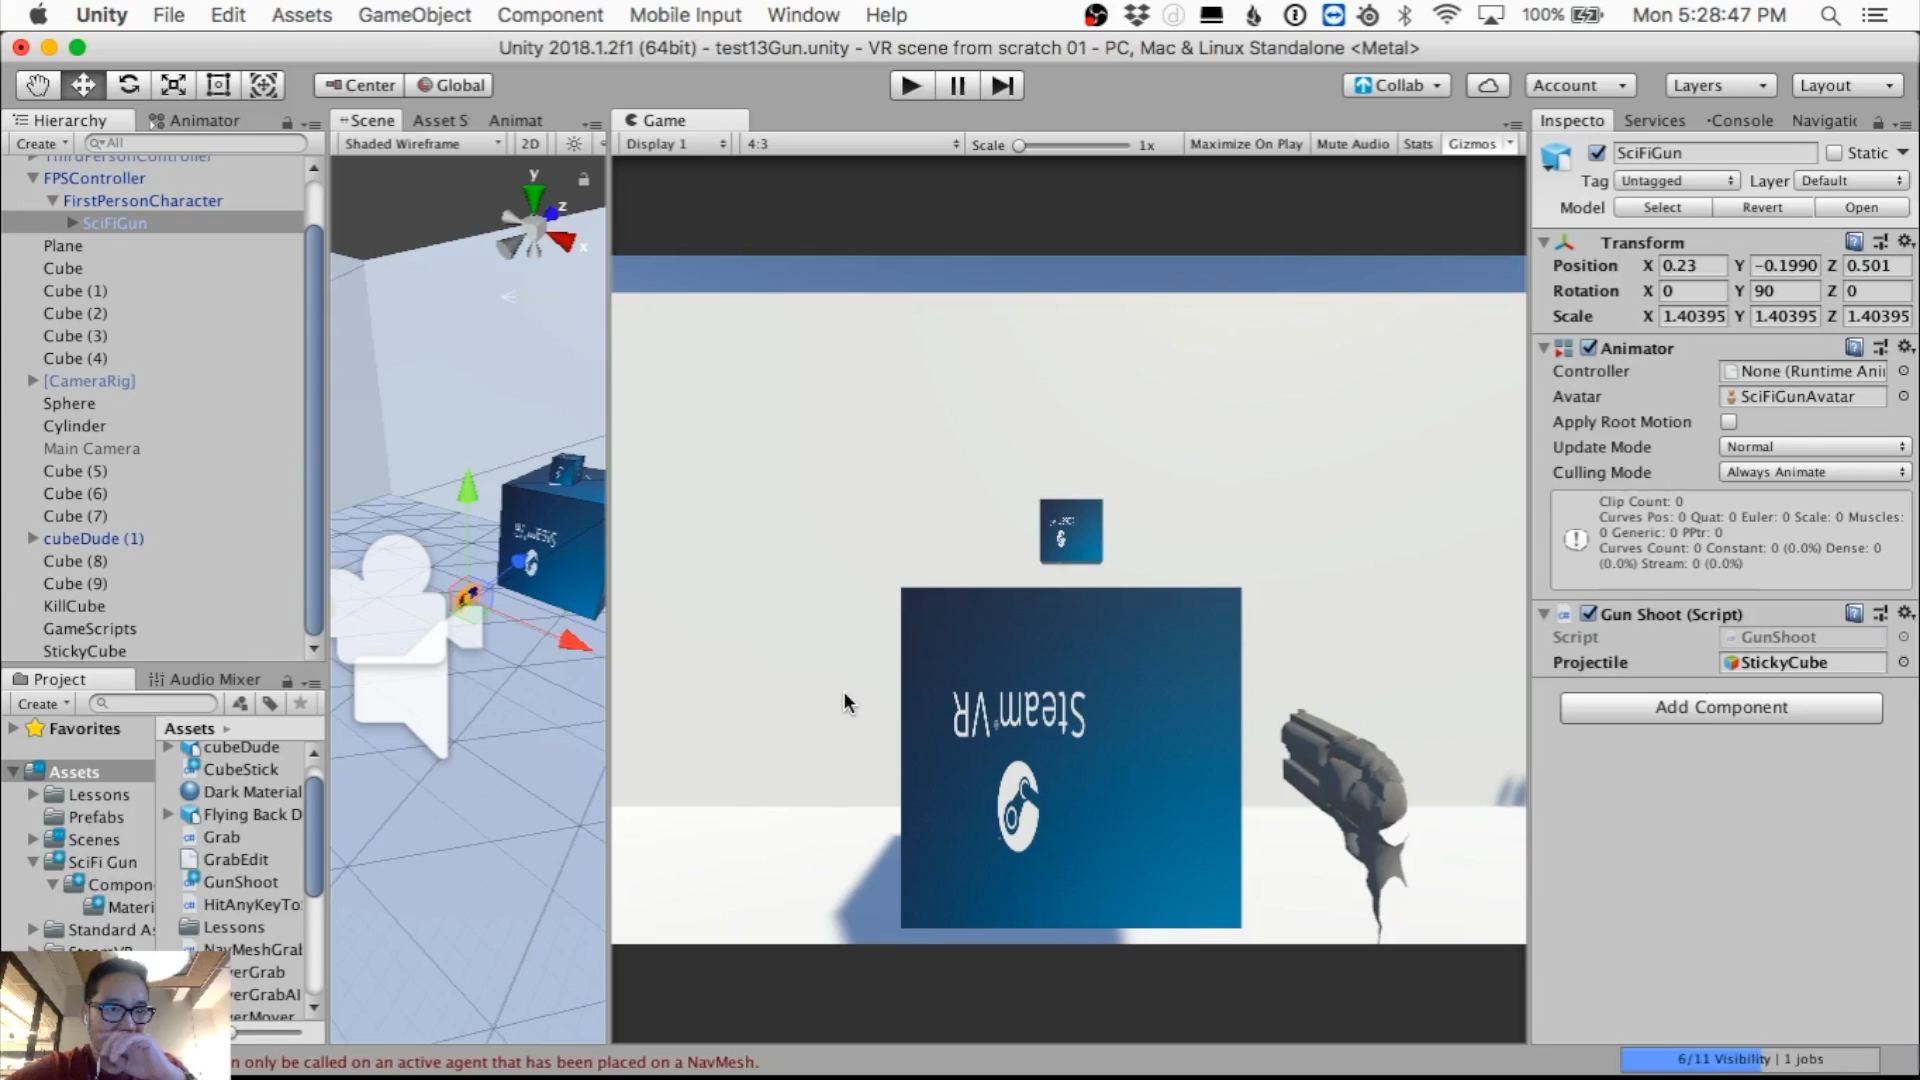 Unity File Edit Assets GameObject Component Mobile Input Window Help 100% Mon 5:28:47 PM
Unity 2018.1.2f1 (64bit) - test13Gun.unity - VR scene from scratch 01 - PC, Mac & Linux Standalone <Metal>
Center Global Collab Account Layers Layout
Hierarchy Animator Scene Asset S Animat Game Inspecto Services Console Navigatic
Create All Shaded Wireframe 2D Display 1 4:3 Scale 1x Maximize On Play Mute Audio Stats Gizmos
ThirdPersonController
FPSController
FirstPersonCharacter
SciFiGun
Plane
Cube
Cube (1)
Cube (2)
Cube (3)
Cube (4)
[CameraRig]
Sphere
Cylinder
Main Camera
Cube (5)
Cube (6)
Cube (7)
cubeDude (1)
Cube (8)
Cube (9)
KillCube
GameScripts
StickyCube
y
z
x
Steam VR
SciFiGun Static
Tag Untagged Layer Default
Model Select Revert Open
Transform
Position X 0.23 Y -0.1990 Z 0.501
Rotation X 0 Y 90 Z 0
Scale X 1.40395 Y 1.40395 Z 1.40395
Animator
Controller None (Runtime Ani
Avatar SciFiGunAvatar
Apply Root Motion
Update Mode Normal
Culling Mode Always Animate
Clip Count: 0
Curves Pos: 0 Quat: 0 Euler: 0 Scale: 0 Muscles:
0 Generic: 0 PPtr: 0
Curves Count: 0 Constant: 0 (0.0%) Dense: 0
(0.0%) Stream: 0 (0.0%)
Gun Shoot (Script)
Script GunShoot
Projectile StickyCube
Add Component
Project Audio Mixer
Create
Favorites
Assets
Lessons
Prefabs
Scenes
SciFi Gun
Compon
Materi
Standard As
Assets
cubeDude
CubeStick
Dark Material
Flying Back D
Grab
GrabEdit
GunShoot
HitAnyKeyTo
Lessons
NavMeshGrab
verGrab
verGrabAI
verMover
n only be called on an active agent that has been placed on a NavMesh.
6/11 Visibility | 1 jobs